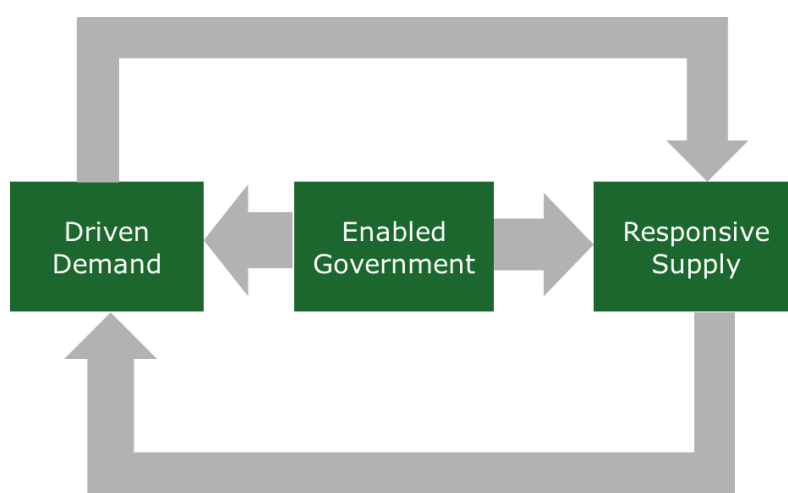 Driven
Demand
Enabled
Government
Responsive
Supply